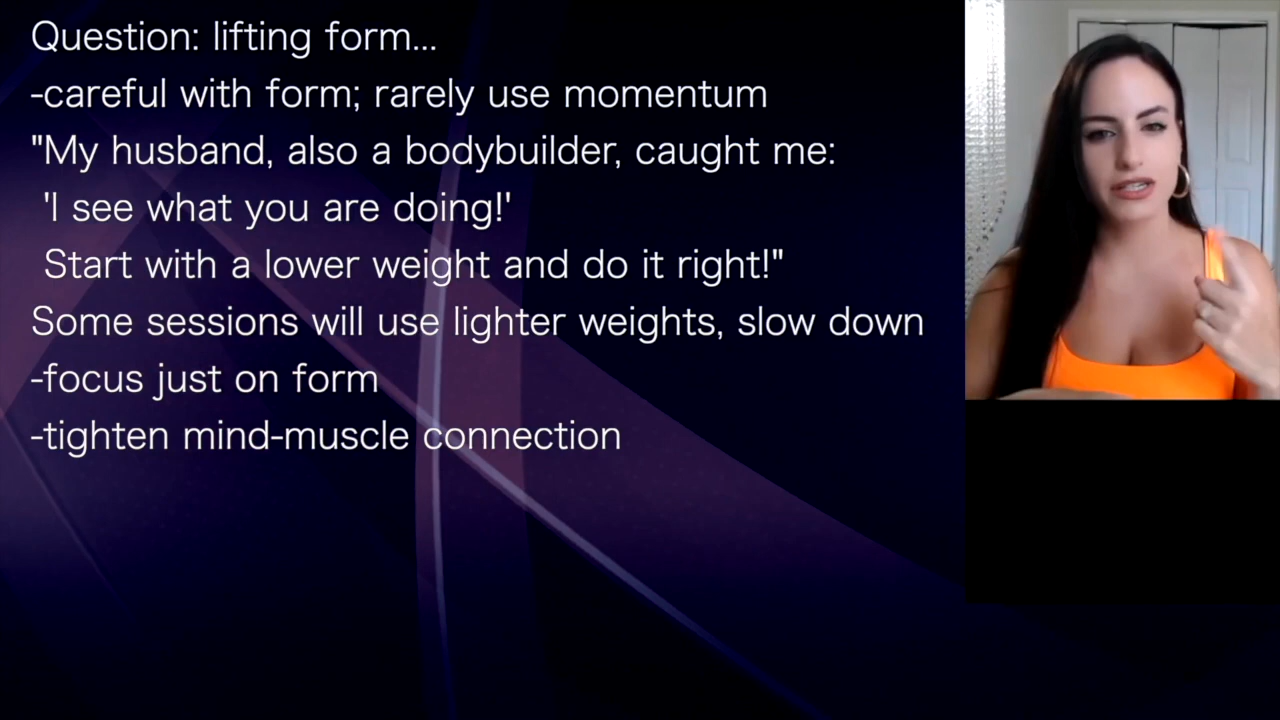 Question: lifting form...
-careful with form; rarely use momentum
"My husband, also a bodybuilder, caught me:
'I see what you are doing!'
Start with a lower weight and do it right!"
Some sessions will use lighter weights, slow down
-focus just on form
-tighten mind-muscle connection